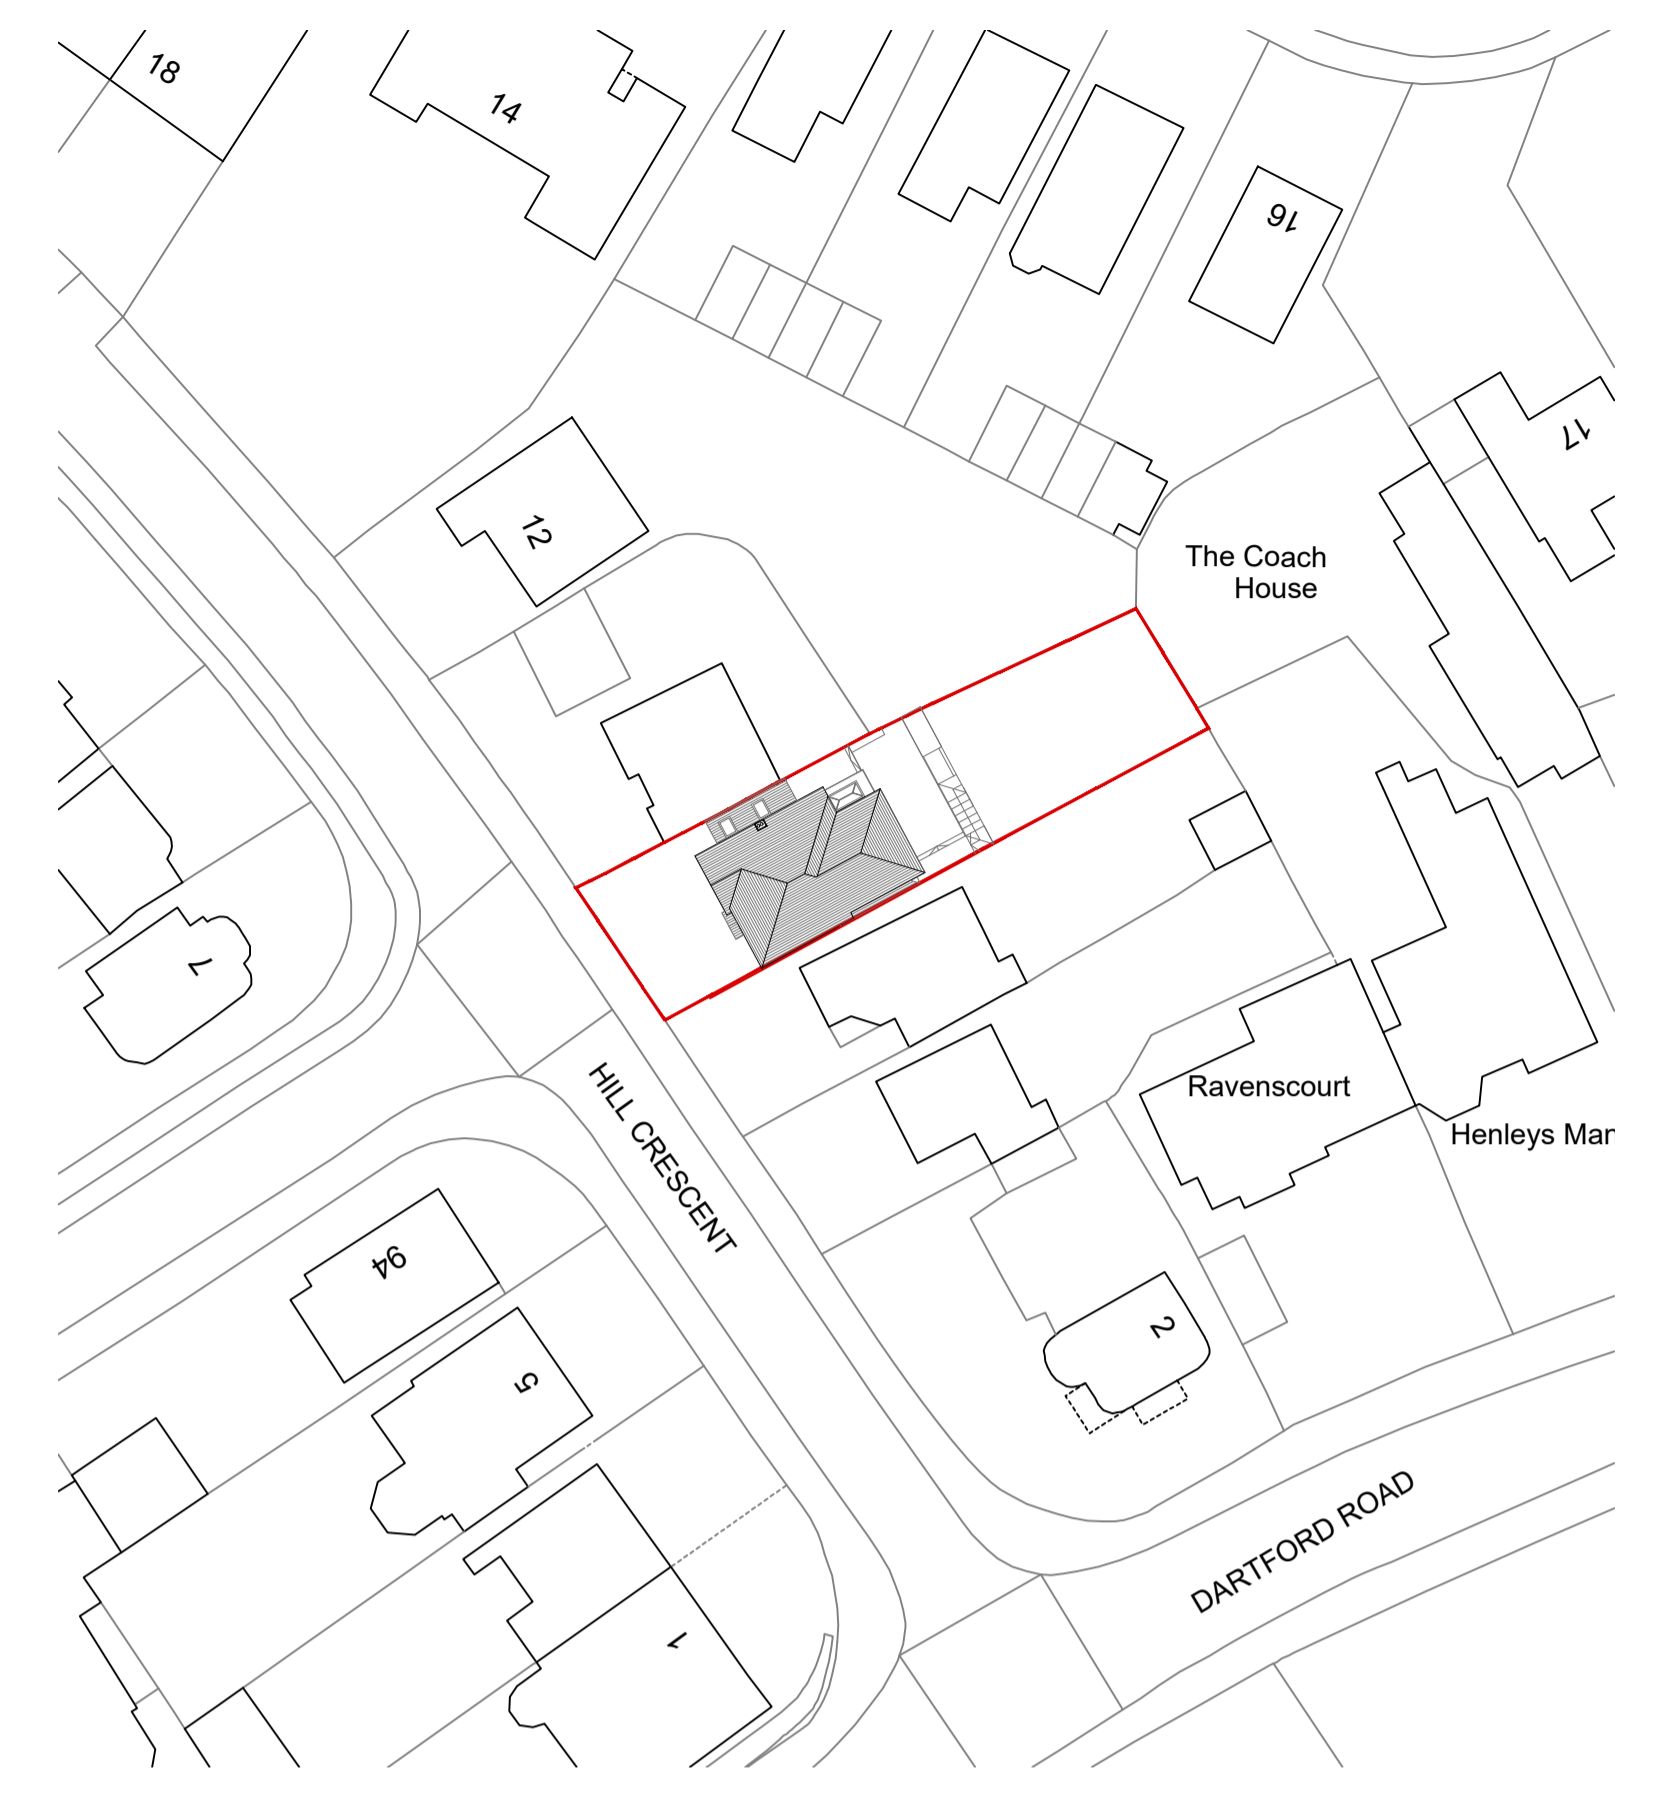 18
14
16
17
12
The Coach
House
7
HILL CRESCENT
Ravenscourt
Henleys Man
94
2
5
DARTFORD ROAD
1